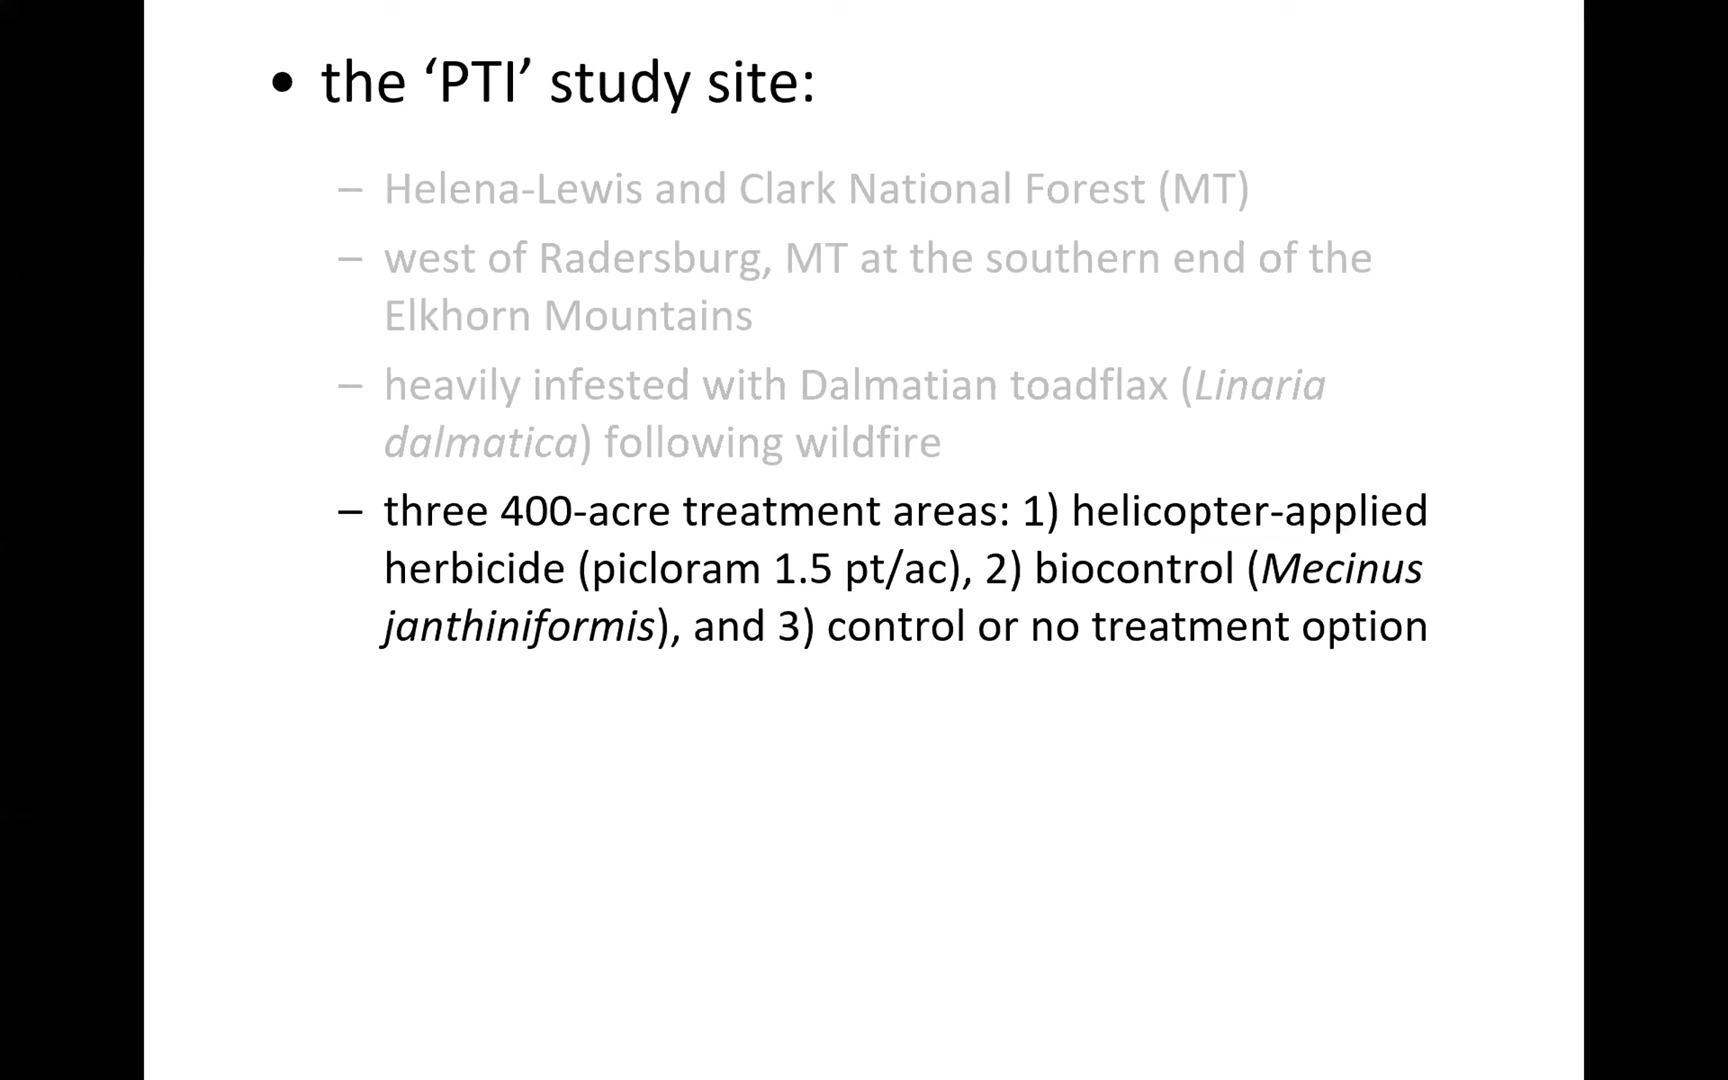 • the ‘PTI’ study site:
– Helena-Lewis and Clark National Forest (MT)
– west of Radersburg, MT at the southern end of the
Elkhorn Mountains
– heavily infested with Dalmatian toadflax (Linaria
dalmatica) following wildfire
– three 400-acre treatment areas: 1) helicopter-applied
herbicide (picloram 1.5 pt/ac), 2) biocontrol (Mecinus
janthiniformis), and 3) control or no treatment option